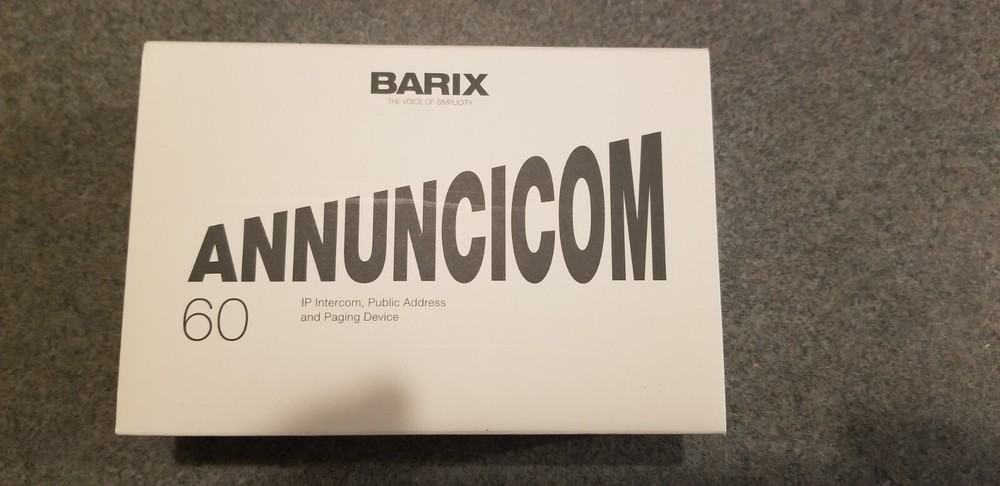 BARIX
THE VOICE OF SIMPLICITY
ANNUNCICOM
60
IP Intercom, Public Address
and Paging Device